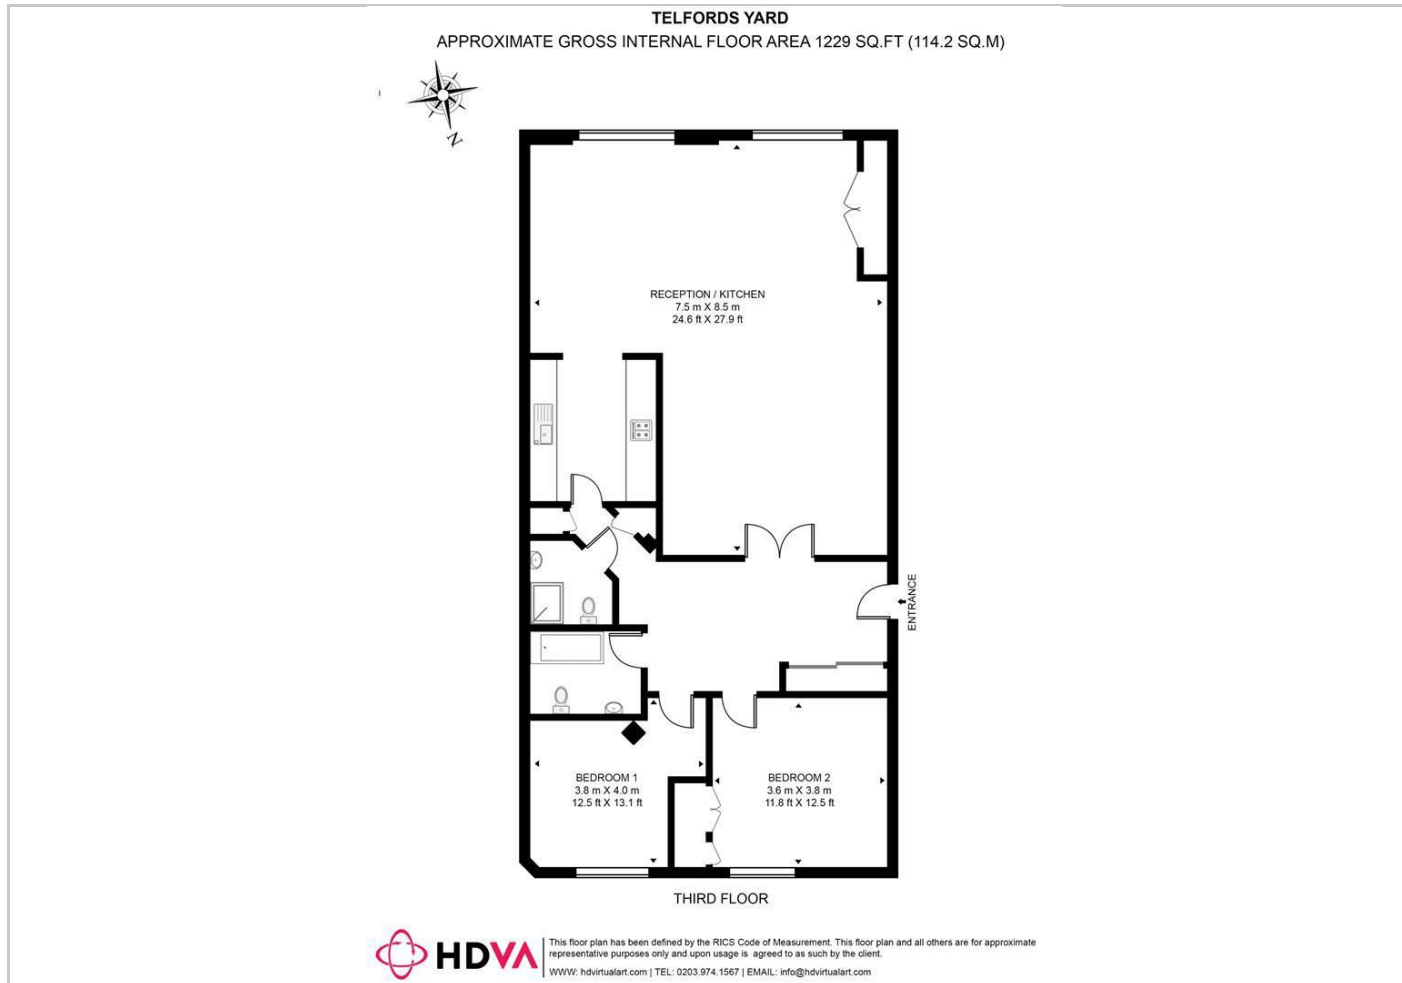 TELFORDS YARD
APPROXIMATE GROSS INTERNAL FLOOR AREA 1229 SQ.FT (114.2 SQ.M)
N
RECEPTION / KITCHEN
7.5 m X 8.5 m
24.6 ft X 27.9 ft
ENTRANCE
BEDROOM 1
3.8 m X 4.0 m
12.5 ft X 13.1 ft
BEDROOM 2
3.6 m X 3.8 m
11.8 ft X 12.5 ft
THIRD FLOOR
HDVA
This floor plan has been defined by the RICS Code of Measurement. This floor plan and all others are for approximate
representative purposes only and upon usage is agreed to as such by the client.
WWW: hdvirtualart.com | TEL: 0203.974.1567 | EMAIL: info@hdvirtualart.com